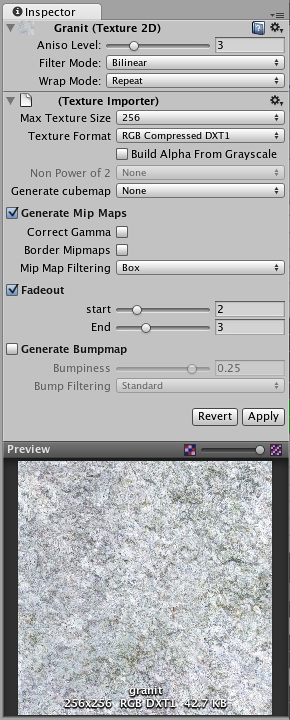 Inspector
Granit (Texture 2D)
Aniso Level: 3
Filter Mode: Bilinear
Wrap Mode: Repeat
(Texture Importer)
Max Texture Size 256
Texture Format RGB Compressed DXT1
Build Alpha From Grayscale
Non Power of 2 None
Generate cubemap None
Generate Mip Maps
Correct Gamma
Border Mipmaps
Mip Map Filtering Box
Fadeout
start 2
End 3
Generate Bumpmap
Bumpiness 0.25
Bump Filtering Standard
Revert Apply
Preview
granit
256x256 RGB DXT1 42.7 KB